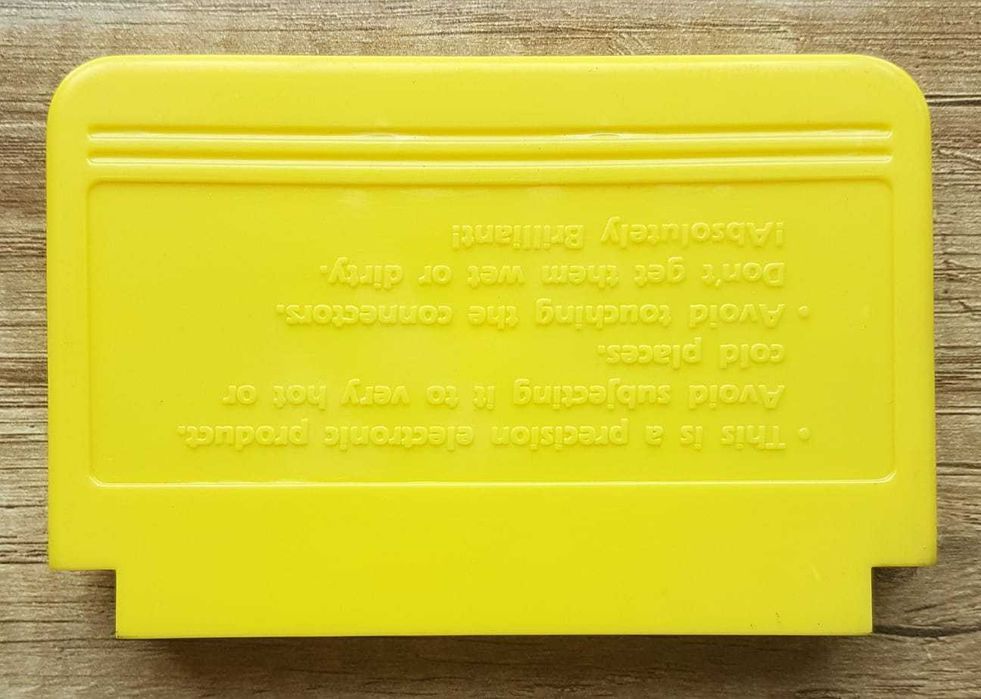 • This is a precision electronic product.
Avoid subjecting it to very hot or
cold places.
• Avoid touching the connectors.
Don't get them wet or dirty.
!Absolutely Brilliant!